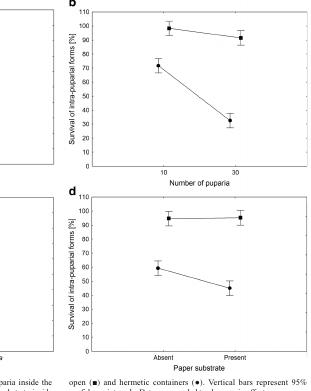 b
Survival of intra-puparial forms [%]
110
100
90
80
70
60
50
40
30
20
10
0
10 30
Number of puparia
d
Survival of intra-puparial forms [%]
110
100
90
80
70
60
50
40
30
20
10
0
Absent Present
Paper substrate
paria inside the
open (■) and hermetic containers (●). Vertical bars represent 95%